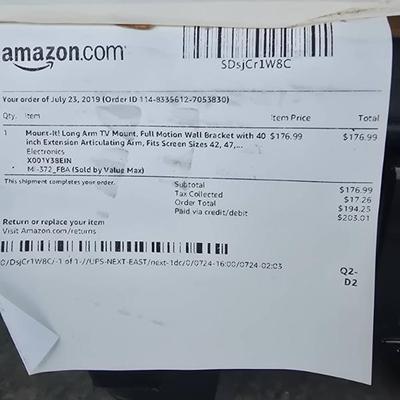 amazon.com
SDsjCr1W8C
Your order of July 23, 2019 (Order ID 114-8335612-7053830)
Qty. Item Item Price Total
1 Mount-It! Long Arm TV Mount, Full Motion Wall Bracket with 40 $176.99 $176.99
inch Extension Articulating Arm, Fits Screen Sizes 42, 47,...
Electronics
X001Y38EIN
MI-372_FBA (Sold by Value Max)
This shipment completes your order.
Subtotal $176.99
Tax Collected $17.26
Order Total $194.25
Paid via credit/debit $203.01
Return or replace your item
Visit Amazon.com/returns
0/DsjCr1W8C/-1 of 1-//UPS-NEXT-EAST/next-1dc/0/0724-16:00/0724-02:03
Q2-
D2